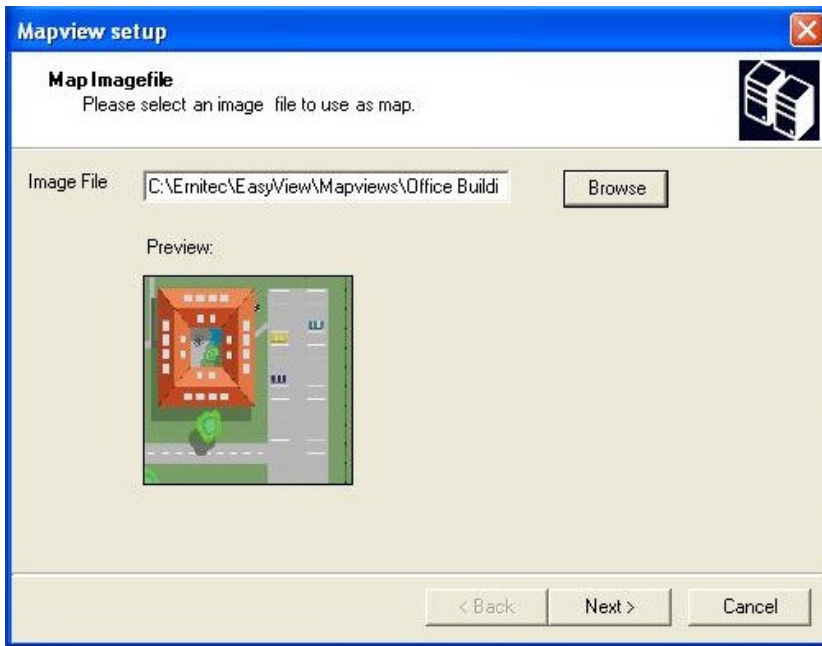 Mapview setup
Map Imagefile
Please select an image file to use as map.
Image File
C:\Ernitec\EasyView\Mapviews\Office Buildi
Browse
Preview:
< Back
Next >
Cancel